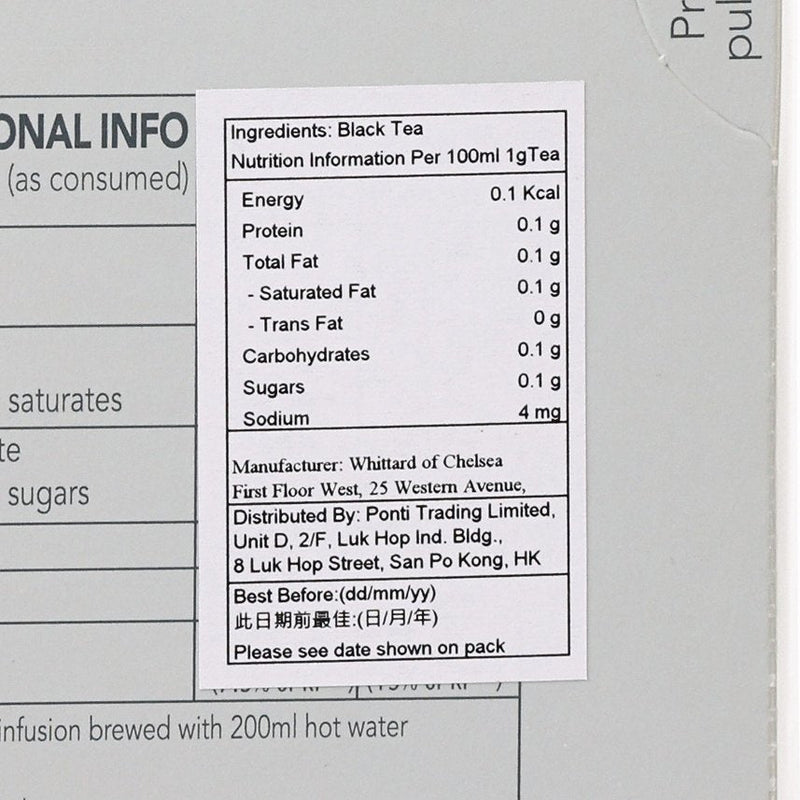 Pr
pul
ONAL INFO
(as consumed)
saturates
te
sugars
Ingredients: Black Tea
Nutrition Information Per 100ml 1gTea
Energy 0.1 Kcal
Protein 0.1 g
Total Fat 0.1 g
- Saturated Fat 0.1 g
- Trans Fat 0 g
Carbohydrates 0.1 g
Sugars 0.1 g
Sodium 4 mg
Manufacturer: Whittard of Chelsea
First Floor West, 25 Western Avenue,
Distributed By: Ponti Trading Limited,
Unit D, 2/F, Luk Hop Ind. Bldg.,
8 Luk Hop Street, San Po Kong, HK
Best Before:(dd/mm/yy)
此日期前最佳:(日/月/年)
Please see date shown on pack
infusion brewed with 200ml hot water